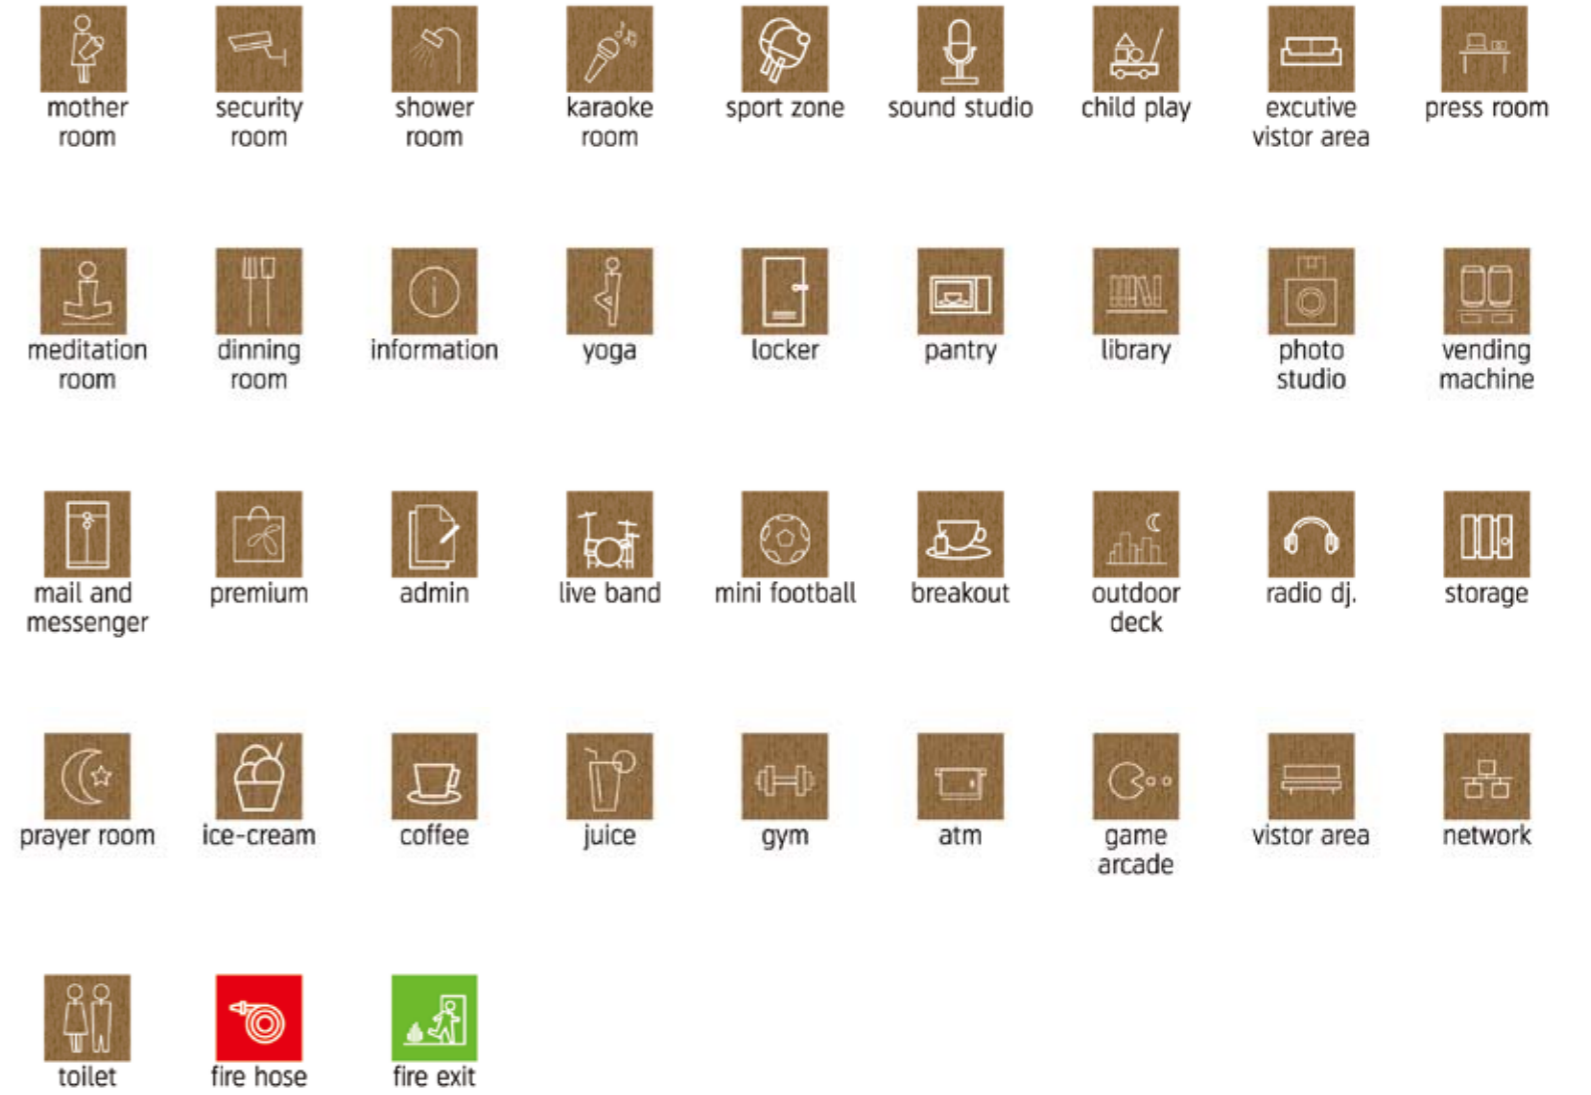 mother
room
security
room
shower
room
karaoke
room
sport zone
sound studio
child play
excutive
vistor area
press room
meditation
room
dinning
room
information
yoga
locker
pantry
library
photo
studio
vending
machine
mail and
messenger
premium
admin
live band
mini football
breakout
outdoor
deck
radio dj.
storage
prayer room
ice-cream
coffee
juice
gym
atm
game
arcade
vistor area
network
toilet
fire hose
fire exit